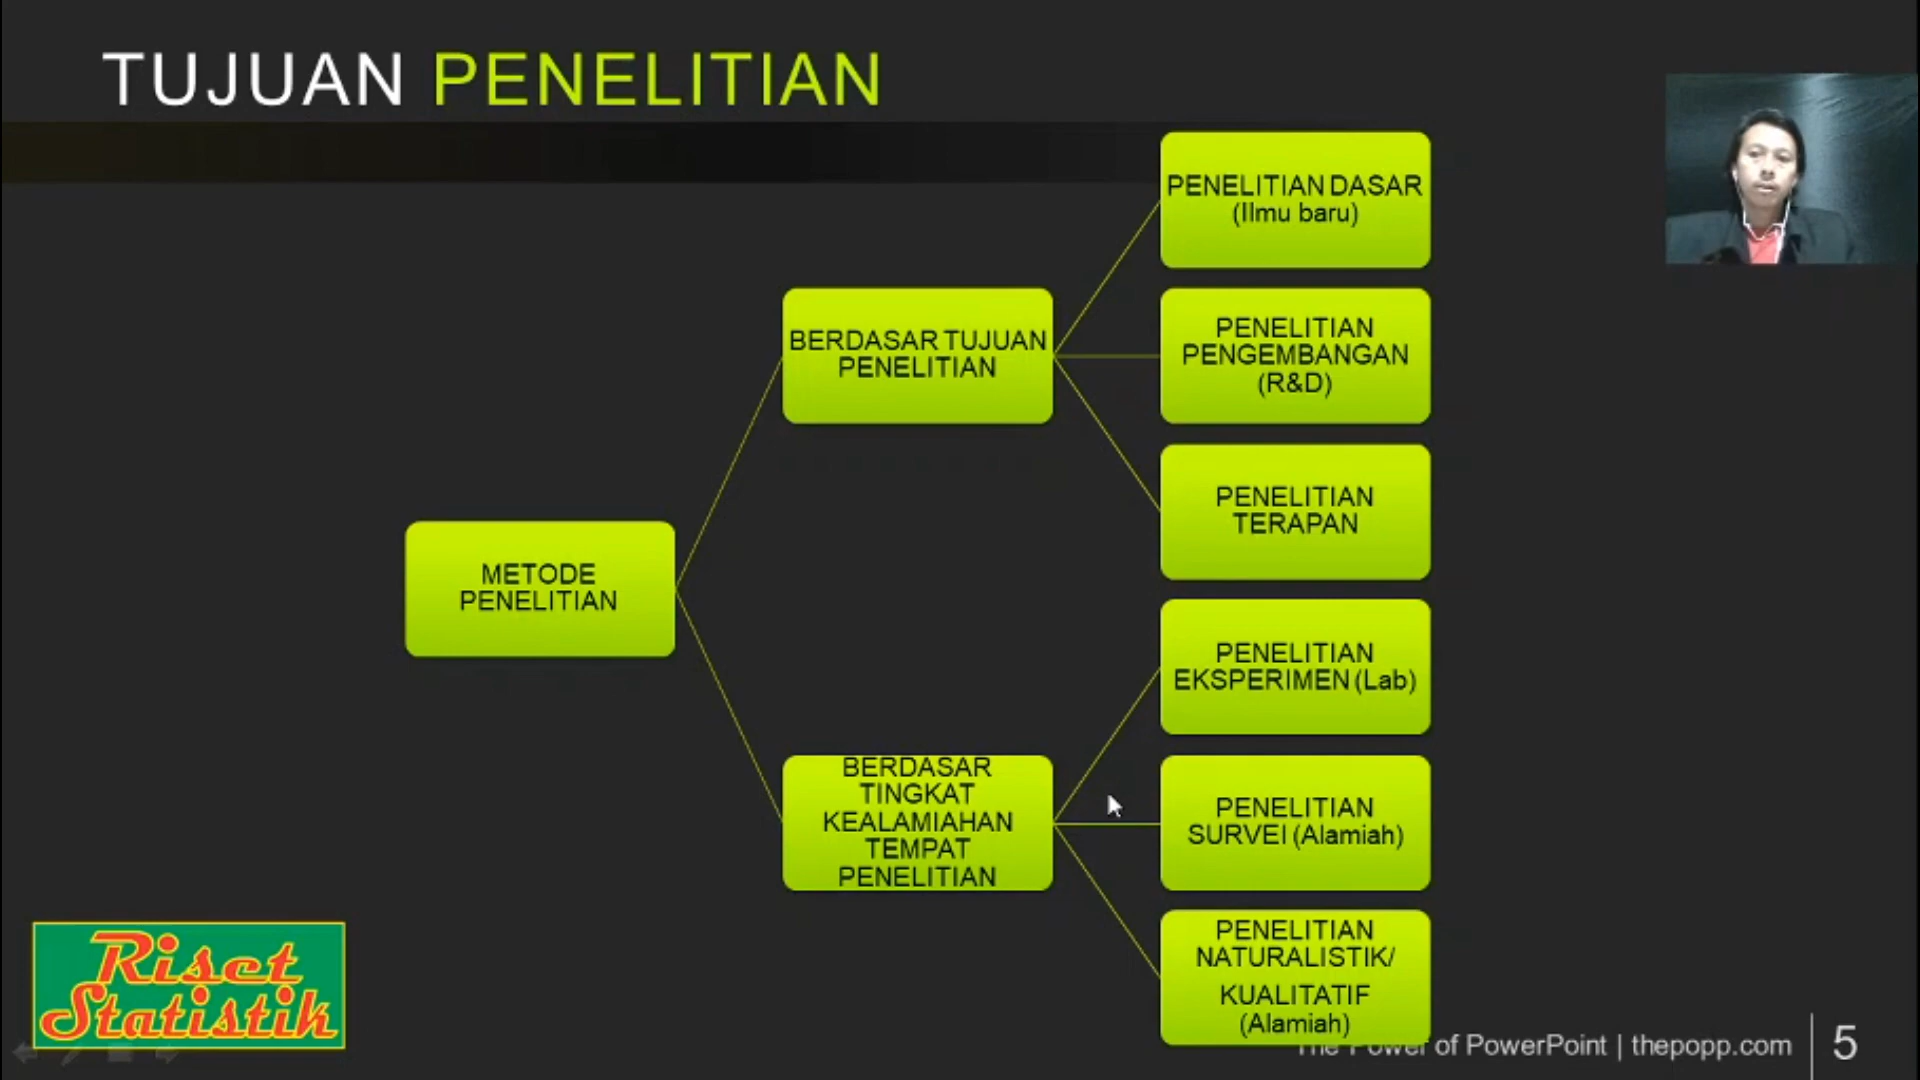 TUJUAN PENELITIAN
PENELITIAN DASAR
(Ilmu baru)
BERDASAR TUJUAN
PENELITIAN
PENELITIAN
PENGEMBANGAN
(R&D)
PENELITIAN
TERAPAN
METODE
PENELITIAN
PENELITIAN
EKSPERIMEN (Lab)
BERDASAR
TINGKAT
KEALAMIAHAN
TEMPAT
PENELITIAN
PENELITIAN
SURVEI (Alamiah)
PENELITIAN
NATURALISTIK/
KUALITATIF
(Alamiah)
Riset
Statistik
The Power of PowerPoint | thepopp.com
5